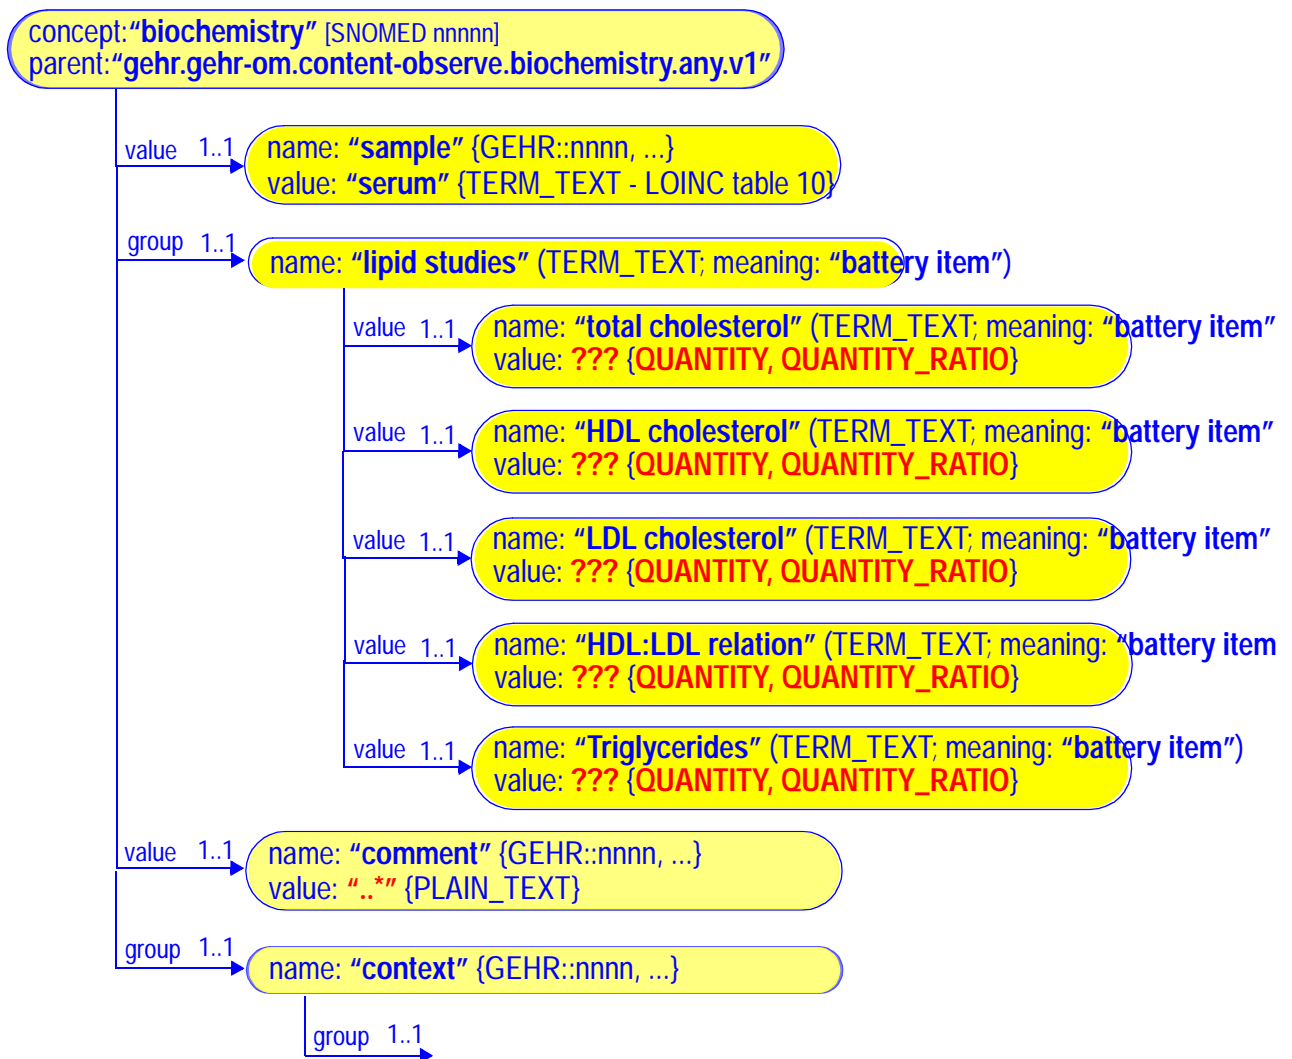 concept:“biochemistry” [SNOMED nnnnn]
parent:“gehr.gehr-om.content-observe.biochemistry.any.v1”
value 1..1
name: “sample” {GEHR::nnnn, ...}
value: “serum” {TERM_TEXT - LOINC table 10}
group 1..1
name: “lipid studies” (TERM_TEXT; meaning: “battery item”)
value 1..1
name: “total cholesterol” (TERM_TEXT; meaning: “battery item”
value: ??? {QUANTITY, QUANTITY_RATIO}
value 1..1
name: “HDL cholesterol” (TERM_TEXT; meaning: “battery item”
value: ??? {QUANTITY, QUANTITY_RATIO}
value 1..1
name: “LDL cholesterol” (TERM_TEXT; meaning: “battery item”
value: ??? {QUANTITY, QUANTITY_RATIO}
value 1..1
name: “HDL:LDL relation” (TERM_TEXT; meaning: “battery item
value: ??? {QUANTITY, QUANTITY_RATIO}
value 1..1
name: “Triglycerides” (TERM_TEXT; meaning: “battery item”)
value: ??? {QUANTITY, QUANTITY_RATIO}
value 1..1
name: “comment” {GEHR::nnnn, ...}
value: “..*” {PLAIN_TEXT}
group 1..1
name: “context” {GEHR::nnnn, ...}
group 1..1